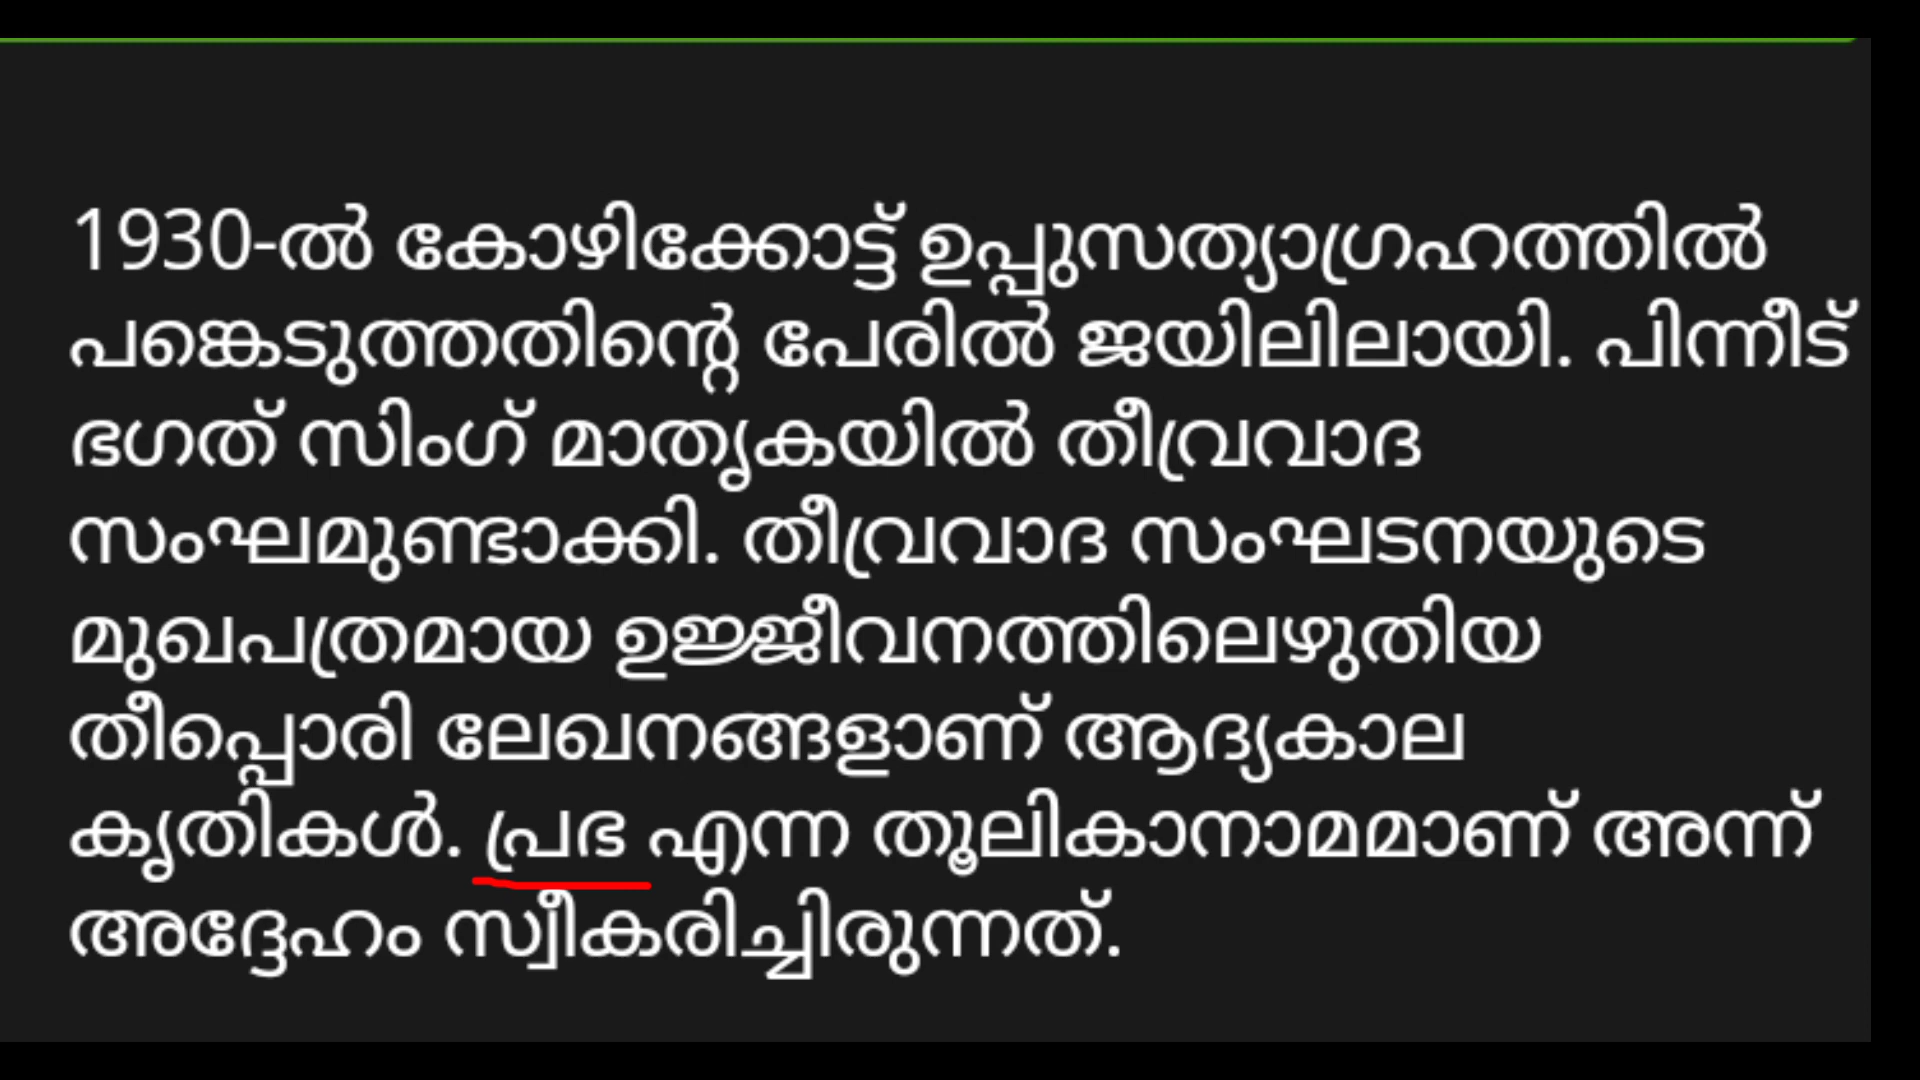 1930-ൽ കോഴിക്കോട്ട് ഉപ്പുസത്യാഗ്രഹത്തിൽ
പങ്കെടുത്തതിന്റെ പേരിൽ ജയിലിലായി. പിന്നീട്
ഭഗത് സിംഗ് മാതൃകയിൽ തീവ്രവാദ
സംഘമുണ്ടാക്കി. തീവ്രവാദ സംഘടനയുടെ
മുഖപത്രമായ ഉജ്ജീവനത്തിലെഴുതിയ
തീപ്പൊരി ലേഖനങ്ങളാണ് ആദ്യകാല
കൃതികൾ. പ്രഭ എന്ന തൂലികാനാമമാണ് അന്ന്
അദ്ദേഹം സ്വീകരിച്ചിരുന്നത്.